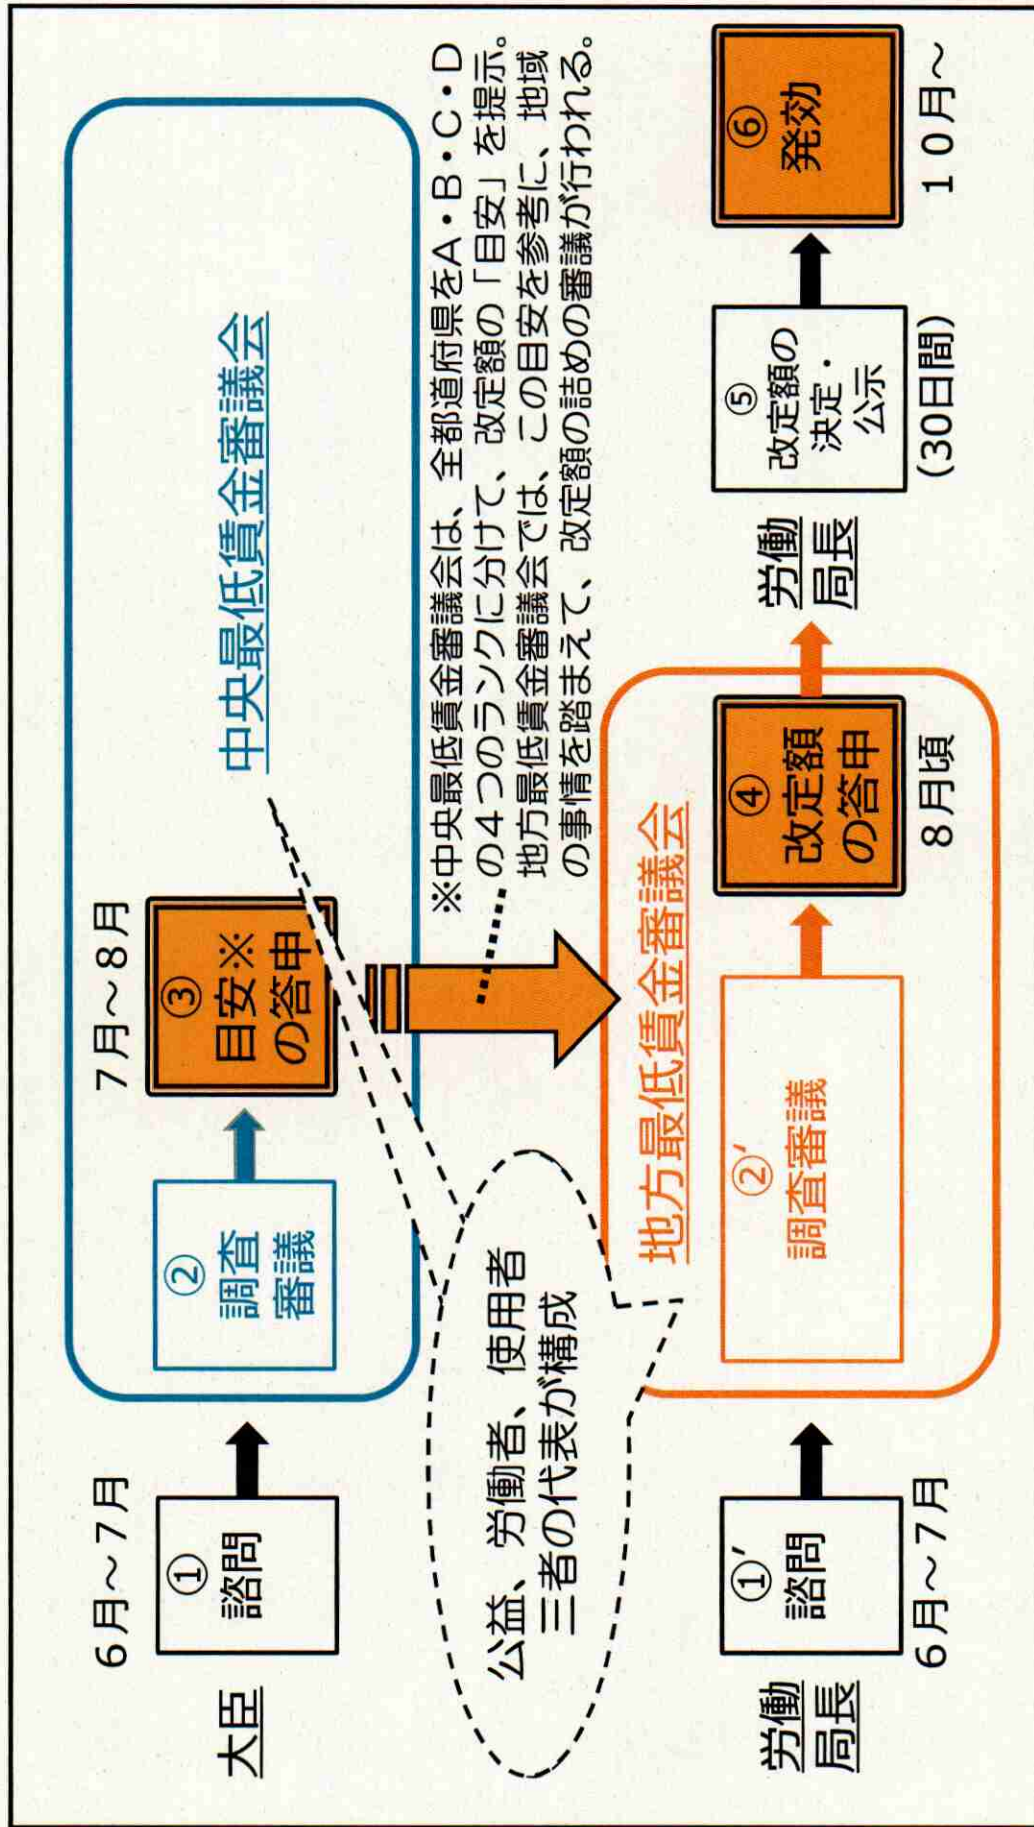 6月～7月
7月～8月
大臣
①
諮問
②
調査
審議
③
目安※
の答申
中央最低賃金審議会
※中央最低賃金審議会は、全都道府県をA・B・C・D
の4つのランクに分けて、改定額の「目安」を提示。
地方最低賃金審議会では、この目安を参考に、地域
の事情を踏まえて、改定額の詰めの審議が行われる。
公益、労働者、使用者
三者の代表が構成
地方最低賃金審議会
労働
局長
①′
諮問
6月～7月
②′
調査審議
④
改定額
の答申
8月頃
労働
局長
⑤
改定額の
決定・
公示
(30日間)
⑥
発効
10月～